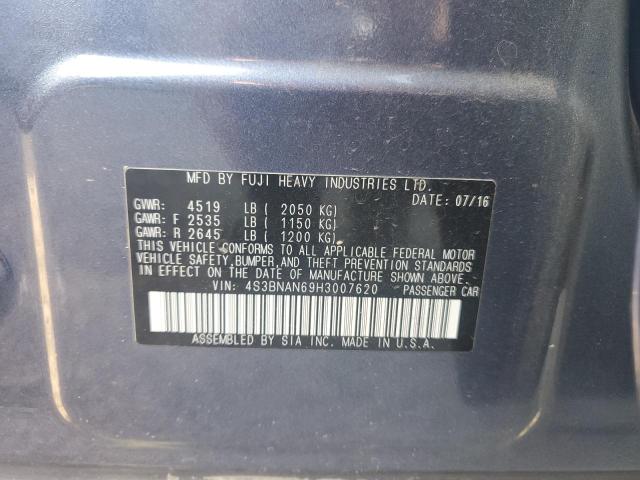 MFD BY FUJI HEAVY INDUSTRIES LTD.
DATE: 07/16
GVWR: 4519 LB ( 2050 KG)
GAWR: F 2535 LB ( 1150 KG)
GAWR: R 2645 LB ( 1200 KG)
THIS VEHICLE CONFORMS TO ALL APPLICABLE FEDERAL MOTOR
VEHICLE SAFETY, BUMPER, AND THEFT PREVENTION STANDARDS
IN EFFECT ON THE DATE OF MANUFACTURE SHOWN ABOVE.
VIN: 4S3BNAN69H3007620 PASSENGER CAR
ASSEMBLED BY SIA INC. MADE IN U.S.A.